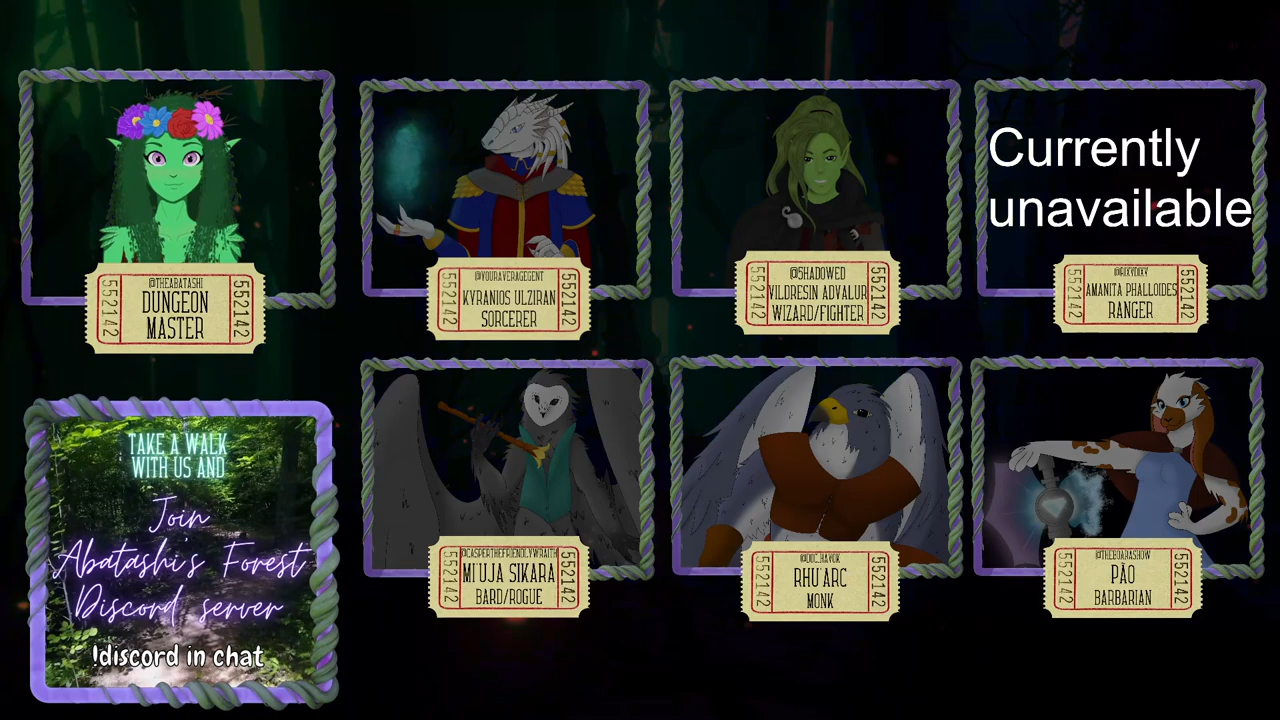 @THEABATASHI
DUNGEON
MASTER
552142
552142
@YOURAVERAGEGENT
KYRANIOS ULZIRAN
SORCERER
552142
552142
@SHADOWED
VILDRESIN ADVALUR
WIZARD/FIGHTER
552142
552142
Currently
unavailable
AMANITA PHALLOIDES
RANGER
552142
552142
TAKE A WALK
WITH US AND
Join
Abatashi's Forest
Discord server
!discord in chat
@CASPERTHEFRIENDLYWRAITH
MI'UJA SIKARA
BARD/ROGUE
552142
552142
@DOC_HAVOK
RHU'ARC
MONK
552142
552142
@THEBOABASHOW
PÃO
BARBARIAN
552142
552142